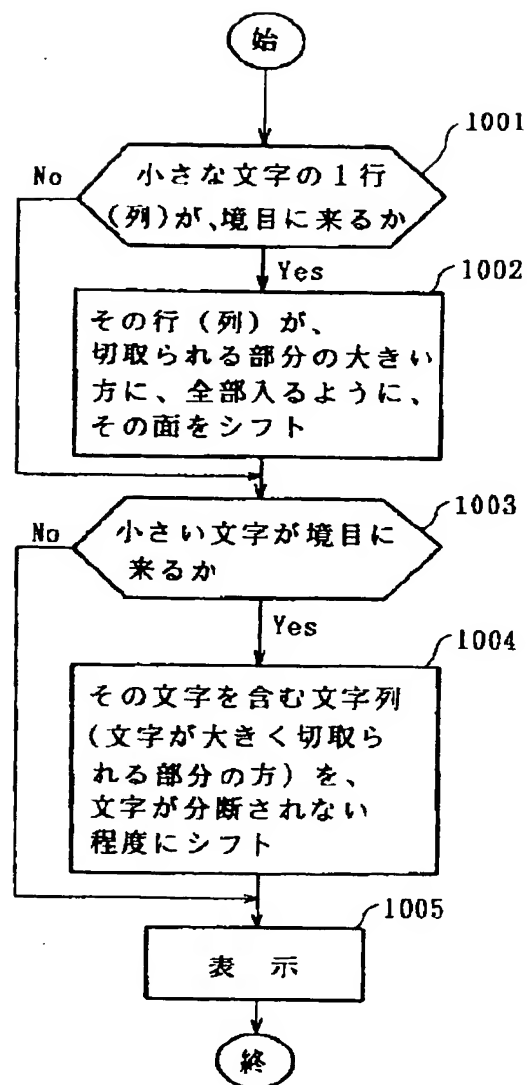 始
1001
No
小さな文字の1行
(列)が、境目に来るか
Yes
1002
その行(列)が、
切取られる部分の大きい
方に、全部入るように、
その面をシフト
1003
No
小さい文字が境目に
来るか
Yes
1004
その文字を含む文字列
(文字が大きく切取ら
れる部分の方)を、
文字が分断されない
程度にシフト
1005
表 示
終